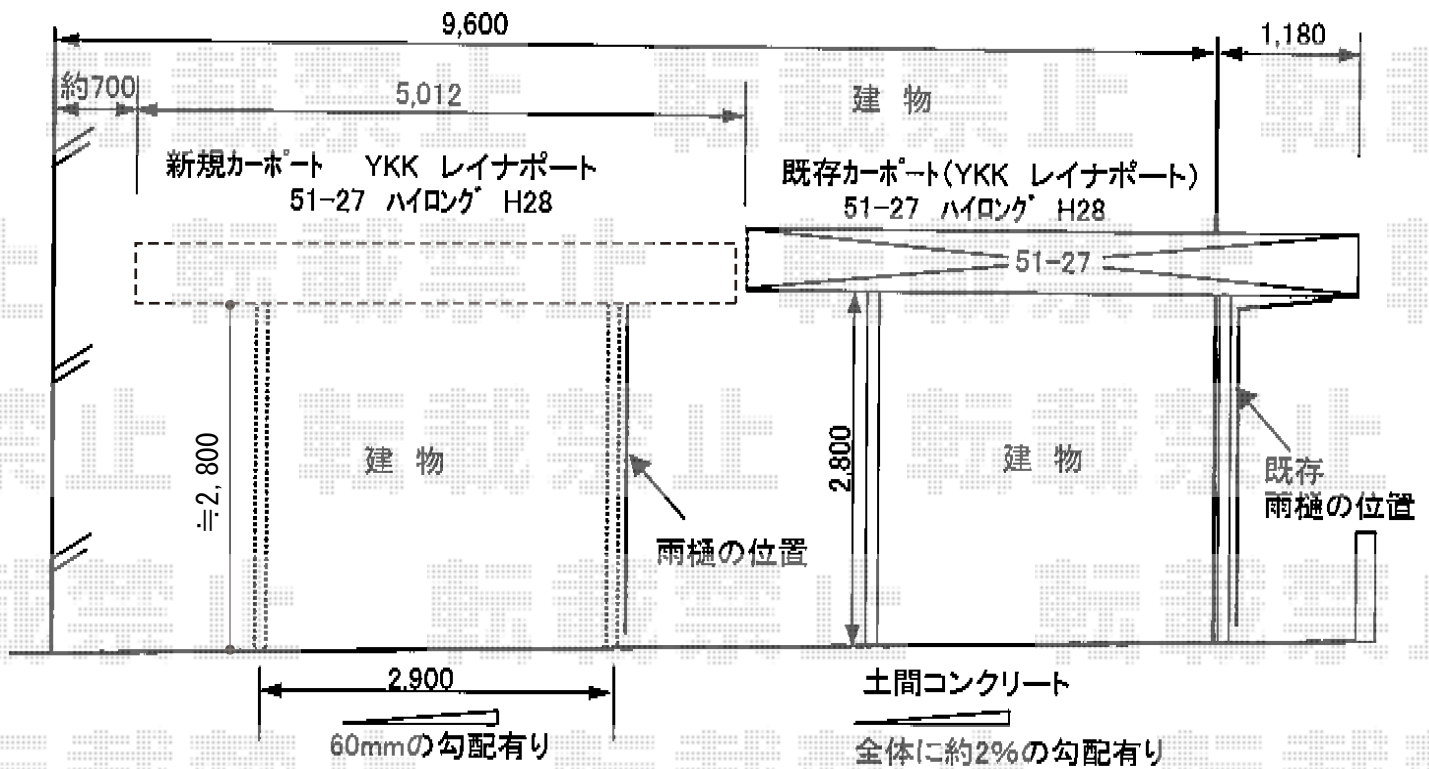 9,600
1,180
約700
5,012
建 物
新規カーポート YKK レイナポート
51-27 ハイロング H28
既存カーポート(YKK レイナポート)
51-27 ハイロング H28
51-27
≒2,800
建 物
2,800
建 物
既存
雨樋の位置
雨樋の位置
2,900
土間コンクリート
60mmの勾配有り
全体に約2%の勾配有り
転載禁止